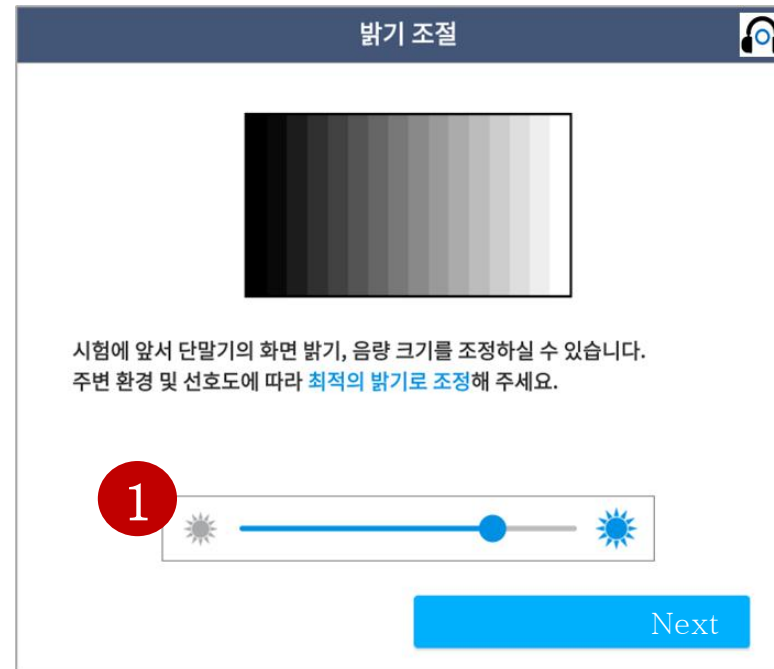 밝기 조절
시험에 앞서 단말기의 화면 밝기, 음량 크기를 조정하실 수 있습니다.
주변 환경 및 선호도에 따라 최적의 밝기로 조정해 주세요.
1
Next